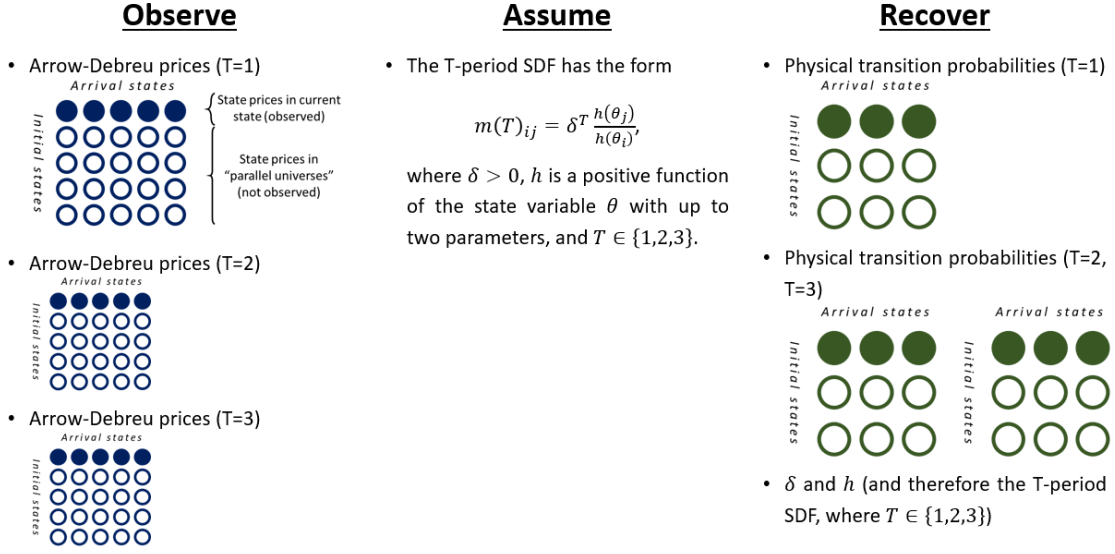 Observe
• Arrow-Debreu prices (T=1)
Arrival states
Initial states
State prices in current
state (observed)
State prices in
“parallel universes”
(not observed)
• Arrow-Debreu prices (T=2)
Arrival states
Initial states
• Arrow-Debreu prices (T=3)
Arrival states
Initial states
Assume
• The T-period SDF has the form
m(T)ᵢⱼ = δᵀ h(θⱼ)/h(θᵢ),
where δ > 0, h is a positive function
of the state variable θ with up to
two parameters, and T ∈ {1,2,3}.
Recover
• Physical transition probabilities (T=1)
Arrival states
Initial states
• Physical transition probabilities (T=2,
T=3)
Arrival states
Initial states
Arrival states
Initial states
• δ and h (and therefore the T-period
SDF, where T ∈ {1,2,3})